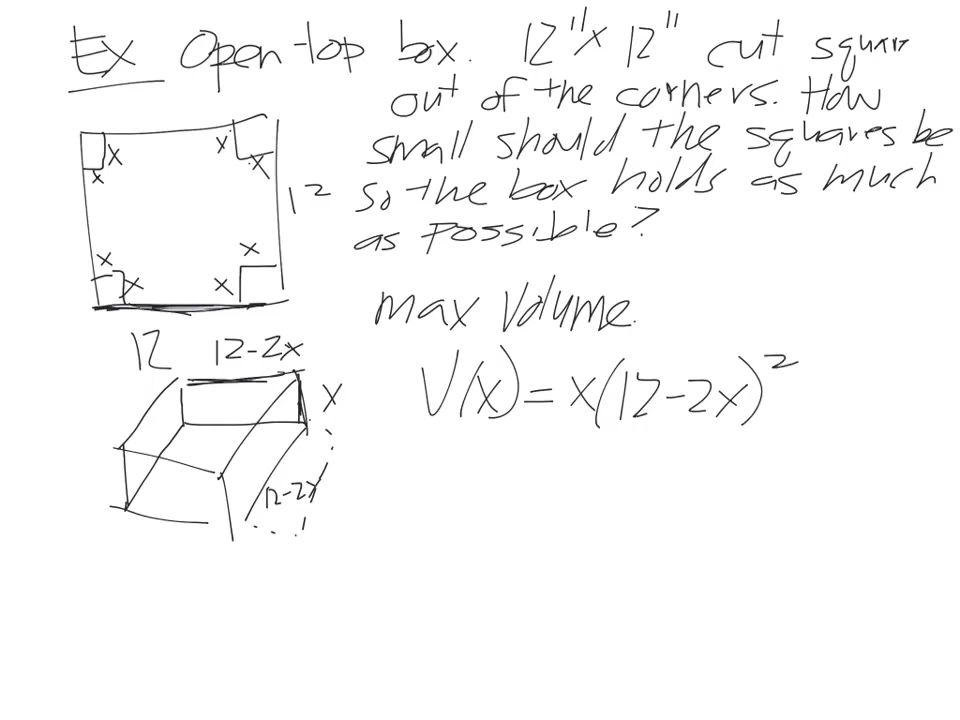 Ex Open-top box. 12" x 12" cut square
out of the corners. How
small should the squares be
so the box holds as much
as possible?
x
x
x
x
12
x
x
x
x
12
max Volume.
12-2x
x
V(x) = x(12-2x)²
12-2x